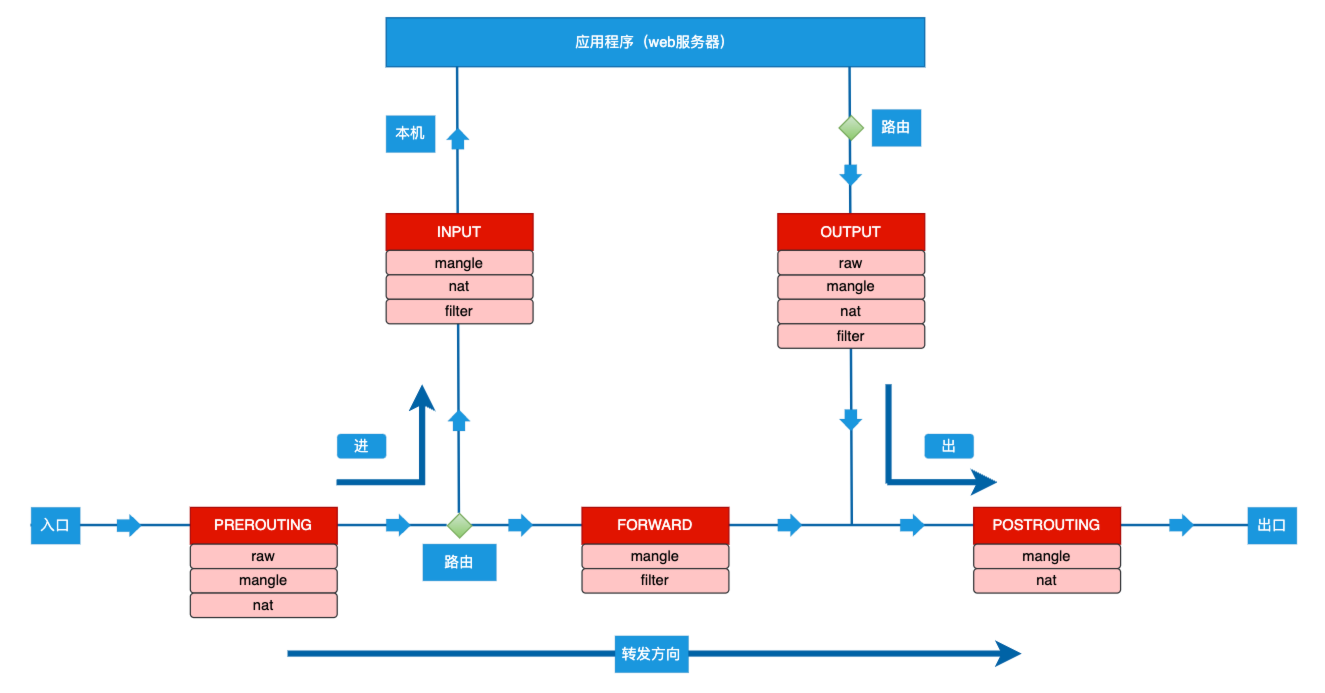 应用程序（web服务器）
本机
路由
INPUT
mangle
nat
filter
OUTPUT
raw
mangle
nat
filter
进
出
入口
PREROUTING
raw
mangle
nat
路由
FORWARD
mangle
filter
POSTROUTING
mangle
nat
出口
转发方向